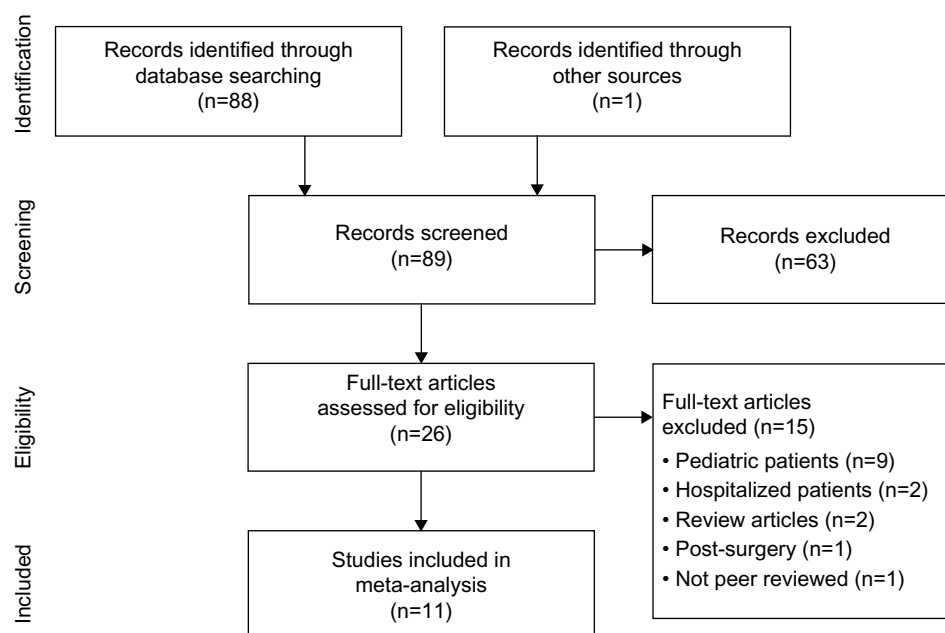 Identification
Records identified through
database searching
(n=88)
Records identified through
other sources
(n=1)
Screening
Records screened
(n=89)
Records excluded
(n=63)
Eligibility
Full-text articles
assessed for eligibility
(n=26)
Full-text articles
excluded (n=15)
• Pediatric patients (n=9)
• Hospitalized patients (n=2)
• Review articles (n=2)
• Post-surgery (n=1)
• Not peer reviewed (n=1)
Included
Studies included in
meta-analysis
(n=11)